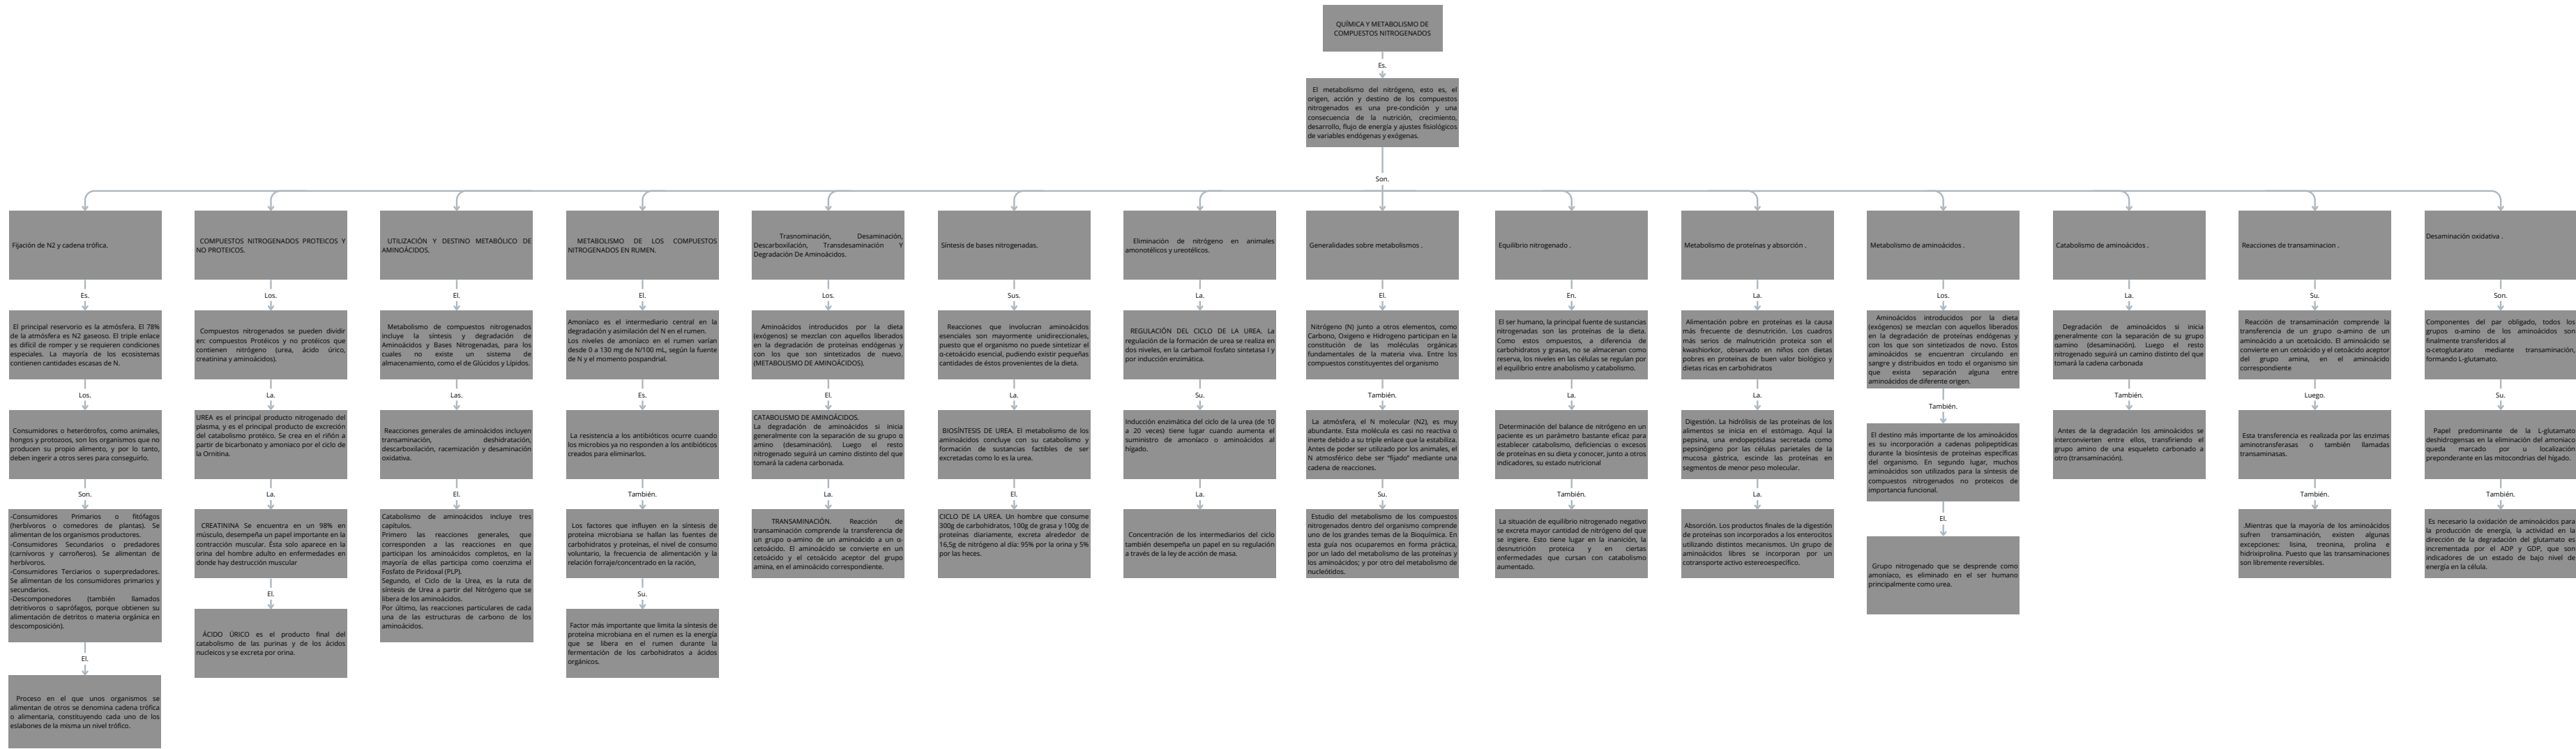 QUÍMICA Y METABOLISMO DE
COMPUESTOS NITROGENADOS
Es.
El metabolismo del nitrógeno, esto es, el
origen, acción y destino de los compuestos
nitrogenados es una pre-condición y una
consecuencia de la nutrición, crecimiento,
desarrollo, flujo de energía y ajustes fisiológicos
de variables endógenas y exógenas.
Son.
Fijación de N2 y cadena trófica.
Es.
El principal reservorio es la atmósfera. El 78%
de la atmósfera es N2 gaseoso. El triple enlace
es difícil de romper y se requieren condiciones
especiales. La mayoría de los ecosistemas
contienen cantidades escasas de N.
Los.
Consumidores o heterótrofos, como animales,
hongos y protozoos, son los organismos que no
producen su propio alimento, y por lo tanto,
deben ingerir a otros seres para conseguirlo.
Son.
-Consumidores Primarios o fitófagos
(herbívoros o comedores de plantas). Se
alimentan de los organismos productores.
-Consumidores Secundarios o predadores
(carnívoros y carroñeros). Se alimentan de
herbívoros.
-Consumidores Terciarios o superpredadores.
Se alimentan de los consumidores primarios y
secundarios.
-Descomponedores (también llamados
detritívoros o saprófagos, porque obtienen su
alimentación de detritos o materia orgánica en
descomposición).
El.
Proceso en el que unos organismos se
alimentan de otros se denomina cadena trófica
o alimentaria, constituyendo cada uno de los
eslabones de la misma un nivel trófico.
COMPUESTOS NITROGENADOS PROTEICOS Y
NO PROTEICOS.
Los.
Compuestos nitrogenados se pueden dividir
en: compuestos Proteicos y no protéicos que
contienen nitrógeno (urea, ácido úrico,
creatinina y aminoácidos).
La.
UREA es el principal producto nitrogenado del
plasma, y es el principal producto de excreción
del catabolismo protéico. Se crea en el riñón a
partir de bicarbonato y amoniaco por el ciclo de
la Ornitina.
La.
CREATININA Se encuentra en un 98% en
músculo, desempeña un papel importante en la
contracción muscular. Ésta solo aparece en la
orina del hombre adulto en enfermedades en
donde hay destrucción muscular
El.
ÁCIDO ÚRICO es el producto final del
catabolismo de las purinas y de los ácidos
nucleicos y se excreta por orina.
UTILIZACIÓN Y DESTINO METABÓLICO DE
AMINOÁCIDOS.
El.
Metabolismo de compuestos nitrogenados
incluye la síntesis y degradación de
Aminoácidos y Bases Nitrogenadas, para los
cuales no existe un sistema de
almacenamiento, como el de Glúcidos y Lípidos.
Las.
Reacciones generales de aminoácidos incluyen
transaminación, deshidratación,
descarboxilación, racemización y desaminación
oxidativa.
El.
Catabolismo de aminoácidos incluye tres
capítulos.
Primero las reacciones generales, que
corresponden a las reacciones en que
participan los aminoácidos completos, en la
mayoría de ellas participa como coenzima el
Fosfato de Piridoxal (PLP).
Segundo, el Ciclo de la Urea, es la ruta de
síntesis de Urea a partir del Nitrógeno que se
libera de los aminoácidos.
Por último, las reacciones particulares de cada
una de las estructuras de carbono de los
aminoácidos.
METABOLISMO DE LOS COMPUESTOS
NITROGENADOS EN RUMEN.
El.
Amoníaco es el intermediario central en la
degradación y asimilación del N en el rumen.
Los niveles de amoníaco en el rumen varían
desde 0 a 130 mg de N/100 mL, según la fuente
de N y el momento pospandrial.
Es.
La resistencia a los antibióticos ocurre cuando
los microbios ya no responden a los antibióticos
creados para eliminarlos.
También.
Los factores que influyen en la síntesis de
proteína microbiana se hallan las fuentes de
carbohidratos y proteínas, el nivel de consumo
voluntario, la frecuencia de alimentación y la
relación forraje/concentrado en la ración,
Su.
Factor más importante que limita la síntesis de
proteína microbiana en el rumen es la energía
que se libera en el rumen durante la
fermentación de los carbohidratos a ácidos
orgánicos.
Trasnominación, Desaminación,
Descarboxilación, Transdesaminación Y
Degradación De Aminoácidos.
Los.
Aminoácidos introducidos por la dieta
(exógenos) se mezclan con aquellos liberados
en la degradación de proteínas endógenas y
con los que son sintetizados de nuevo.
(METABOLISMO DE AMINOÁCIDOS).
El.
CATABOLISMO DE AMINOÁCIDOS.
La degradación de aminoácidos si inicia
generalmente con la separación de su grupo α
amino (desaminación). Luego el resto
nitrogenado seguirá un camino distinto del que
tomará la cadena carbonada.
La.
TRANSAMINACIÓN. Reacción de
transaminación comprende la transferencia de
un grupo α-amino de un aminoácido a un α-
cetoácido. El aminoácido se convierte en un
cetoácido y el cetoácido aceptor del grupo
amina, en el aminoácido correspondiente.
Síntesis de bases nitrogenadas.
Sus.
Reacciones que involucran aminoácidos
esenciales son mayormente unidireccionales,
puesto que el organismo no puede sintetizar el
α-cetoácido esencial, pudiendo existir pequeñas
cantidades de éstos provenientes de la dieta.
La.
BIOSÍNTESIS DE UREA. El metabolismo de los
aminoácidos concluye con su catabolismo y
formación de sustancias factibles de ser
excretadas como lo es la urea.
El.
CICLO DE LA UREA. Un hombre que consume
300g de carbohidratos, 100g de grasa y 100g de
proteínas diariamente, excreta alrededor de
16,5g de nitrógeno al día: 95% por la orina y 5%
por las heces.
Eliminación de nitrógeno en animales
amonotélicos y ureotélicos.
La.
REGULACIÓN DEL CICLO DE LA UREA. La
regulación de la formación de urea se realiza en
dos niveles, en la carbamoil fosfato sintetasa I y
por inducción enzimática.
Su.
Inducción enzimática del ciclo de la urea (de 10
a 20 veces) tiene lugar cuando aumenta el
suministro de amoníaco o aminoácidos al
hígado.
La.
Concentración de los intermediarios del ciclo
también desempeña un papel en su regulación
a través de la ley de acción de masa.
Generalidades sobre metabolismos .
El.
Nitrógeno (N) junto a otros elementos, como
Carbono, Oxigeno e Hidrogeno participan en la
constitución de las moléculas orgánicas
fundamentales de la materia viva. Entre los
compuestos constituyentes del organismo
También.
La atmósfera, el N molecular (N2), es muy
abundante. Esta molécula es casi no reactiva o
inerte debido a su triple enlace que la estabiliza.
Antes de poder ser utilizado por los animales, el
N atmosférico debe ser "fijado" mediante una
cadena de reacciones.
Su.
Estudio del metabolismo de los compuestos
nitrogenados dentro del organismo comprende
uno de los grandes temas de la Bioquímica. En
esta guía nos ocuparemos en forma práctica,
por un lado del metabolismo de las proteínas y
los aminoácidos; y por otro del metabolismo de
nucleótidos.
Equilibrio nitrogenado .
En.
El ser humano, la principal fuente de sustancias
nitrogenadas son las proteínas de la dieta.
Como estos ompuestos, a diferencia de
carbohidratos y grasas, no se almacenan como
reserva, los niveles en las células se regulan por
el equilibrio entre anabolismo y catabolismo.
La.
Determinación del balance de nitrógeno en un
paciente es un parámetro bastante eficaz para
establecer catabolismo, deficiencias o excesos
de proteínas en su dieta y conocer, junto a otros
indicadores, su estado nutricional
También.
La situación de equilibrio nitrogenado negativo
se excreta mayor cantidad de nitrógeno del que
se ingiere. Esto tiene lugar en la inanición, la
desnutrición proteica y en ciertas
enfermedades que cursan con catabolismo
aumentado.
Metabolismo de proteínas y absorción .
La.
Alimentación pobre en proteínas es la causa
más frecuente de desnutrición. Los cuadros
más serios de malnutrición proteica son el
kwashiorkor, observado en niños con dietas
pobres en proteínas de buen valor biológico y
dietas ricas en carbohidratos
La.
Digestión. La hidrólisis de las proteínas de los
alimentos se inicia en el estómago. Aquí la
pepsina, una endopeptidasa secretada como
pepsinógeno por las células parietales de la
mucosa gástrica, escinde las proteínas en
segmentos de menor peso molecular.
La.
Absorción. Los productos finales de la digestión
de proteínas son incorporados a los enterocitos
utilizando distintos mecanismos. Un grupo de
aminoácidos libres se incorporan por un
cotransporte activo estereoespecífico.
Metabolismo de aminoácidos .
Los.
Aminoácidos introducidos por la dieta
(exógenos) se mezclan con aquellos liberados
en la degradación de proteínas endógenas y
con los que son sintetizados de novo. Estos
aminoácidos se encuentran circulando en
sangre y distribuidos en todo el organismo sin
que exista separación alguna entre
aminoácidos de diferente origen.
También.
El destino más importante de los aminoácidos
es su incorporación a cadenas polipeptídicas
durante la biosíntesis de proteínas específicas
del organismo. En segundo lugar, muchos
aminoácidos son utilizados para la síntesis de
compuestos nitrogenados no proteicos de
importancia funcional.
El.
Grupo nitrogenado que se desprende como
amoníaco, es eliminado en el ser humano
principalmente como urea.
Catabolismo de aminoácidos .
La.
Degradación de aminoácidos si inicia
generalmente con la separación de su grupo
αamino (desaminación). Luego el resto
nitrogenado seguirá un camino distinto del que
tomará la cadena carbonada
También.
Antes de la degradación los aminoácidos se
interconvierten entre ellos, transfiriendo el
grupo amino de una esqueleto carbonado a
otro (transaminación).
Reacciones de transaminacion .
Su.
Reacción de transaminación comprende la
transferencia de un grupo α-amino de un
aminoácido a un αcetoácido. El aminoácido se
convierte en un cetoácido y el cetoácido aceptor
del grupo amina, en el aminoácido
correspondiente
Luego.
Esta transferencia es realizada por las enzimas
aminotransferasas o también llamadas
transaminasas.
También.
.Mientras que la mayoría de los aminoácidos
sufren transaminación, existen algunas
excepciones: lisina, treonina, prolina e
hidrixiprolina. Puesto que las transaminaciones
son libremente reversibles.
Desaminación oxidativa .
Son.
Componentes del par obligado, todos los
grupos α-amino de los aminoácidos son
finalmente transferidos al
α-cetoglutarato mediante transaminación,
formando L-glutamato.
Su.
Papel predominante de la L-glutamato
deshidrogensas en la eliminación del amoniaco
queda marcado por u localización
preponderante en las mitocondrias del hígado.
También.
Es necesario la oxidación de aminoácidos para
la producción de energía, la actividad en la
dirección de la degradación del glutamato es
incrementada por el ADP y GDP, que son
indicadores de un estado de bajo nivel de
energía en la célula.